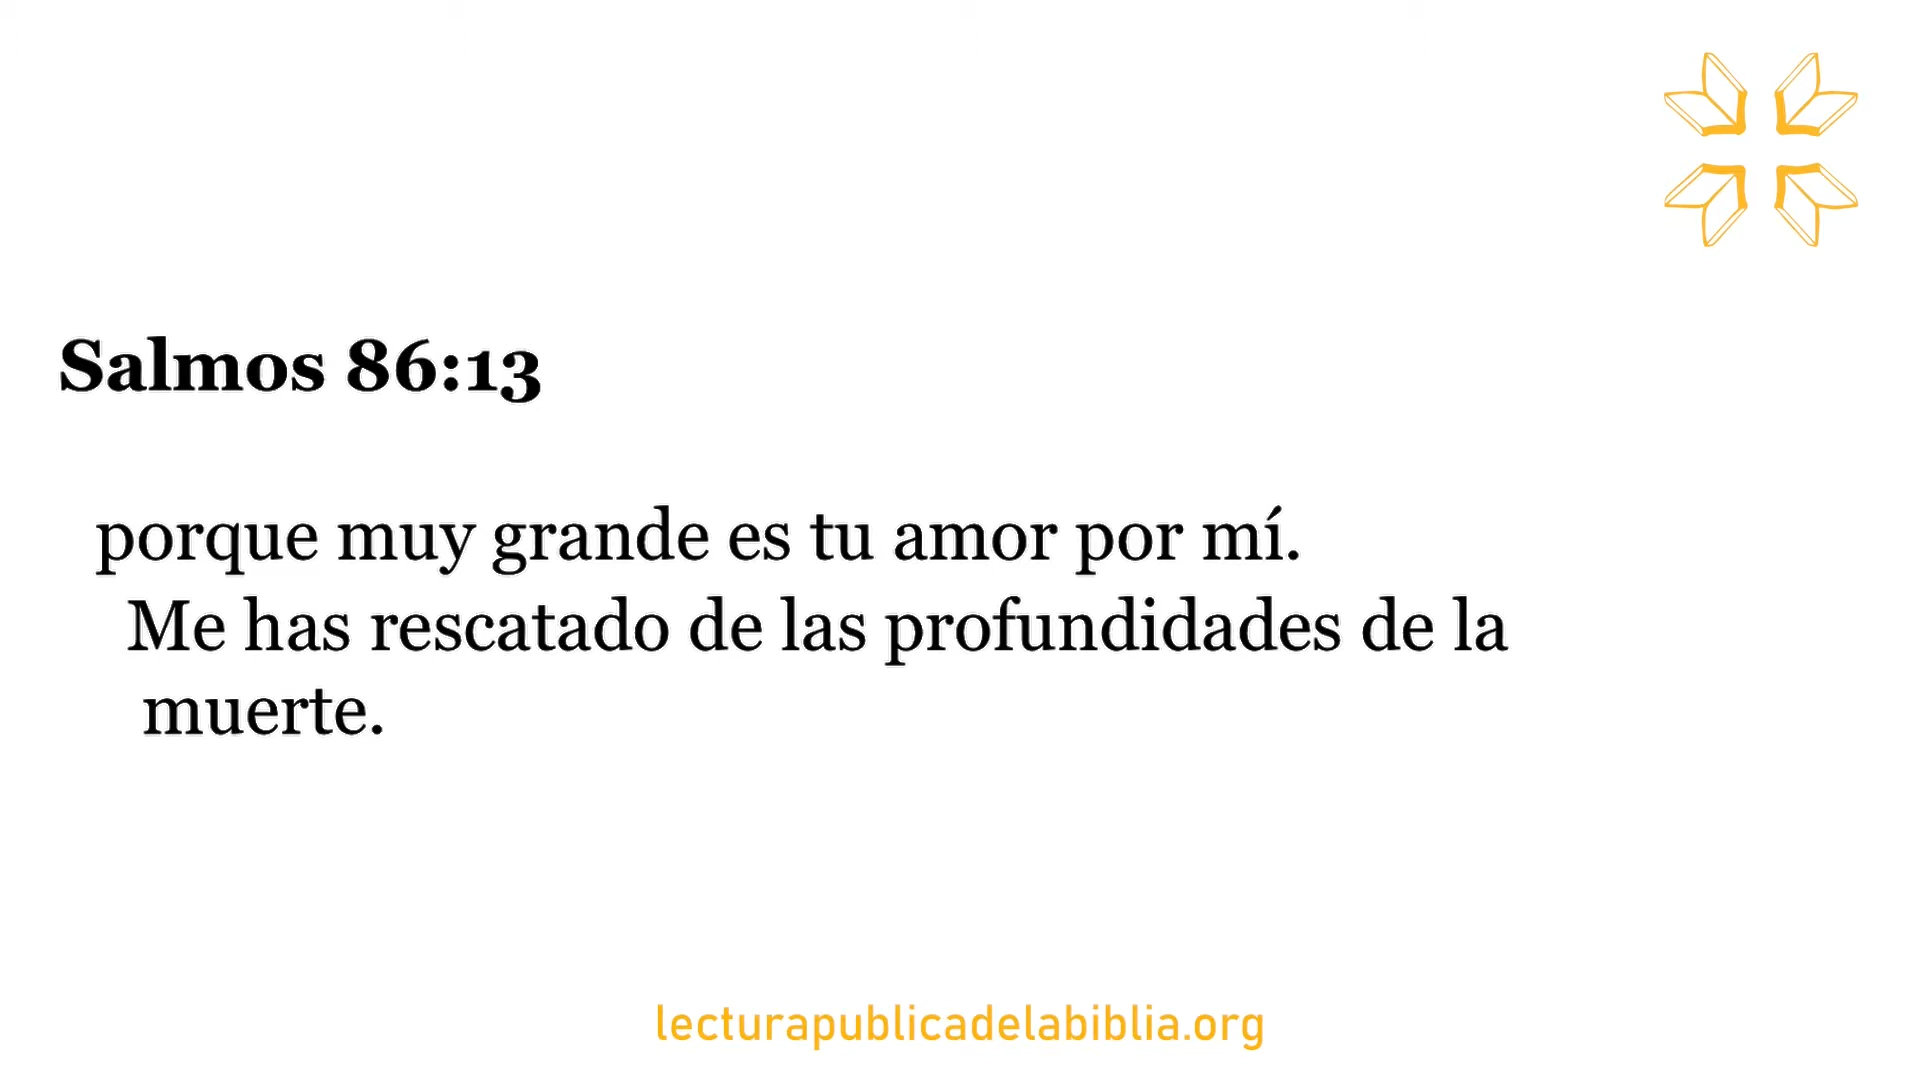 Salmos 86:13
porque muy grande es tu amor por mí.
Me has rescatado de las profundidades de la
muerte.
lecturapublicadelabiblia.org